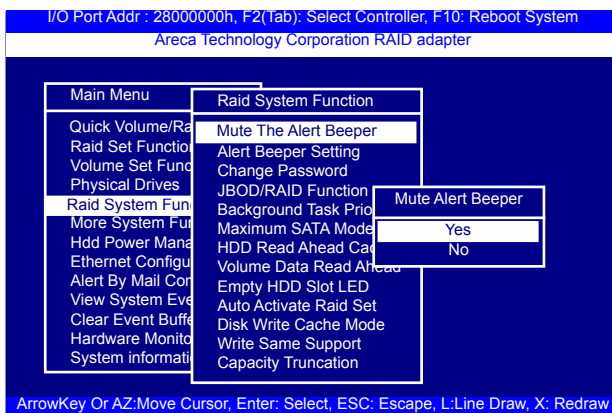 I/O Port Addr : 28000000h, F2(Tab): Select Controller, F10: Reboot System
Areca Technology Corporation RAID adapter
Main Menu
Quick Volume/Ra
Raid Set Function
Volume Set Func
Physical Drives
Raid System Fun
More System Fun
Hdd Power Mana
Ethernet Configu
Alert By Mail Con
View System Eve
Clear Event Buffe
Hardware Monito
System informati
Raid System Function
Mute The Alert Beeper
Alert Beeper Setting
Change Password
JBOD/RAID Function
Background Task Prio
Maximum SATA Mode
HDD Read Ahead Cac
Volume Data Read Ahead
Empty HDD Slot LED
Auto Activate Raid Set
Disk Write Cache Mode
Write Same Support
Capacity Truncation
Mute Alert Beeper
Yes
No
ArrowKey Or AZ:Move Cursor, Enter: Select, ESC: Escape, L:Line Draw, X: Redraw